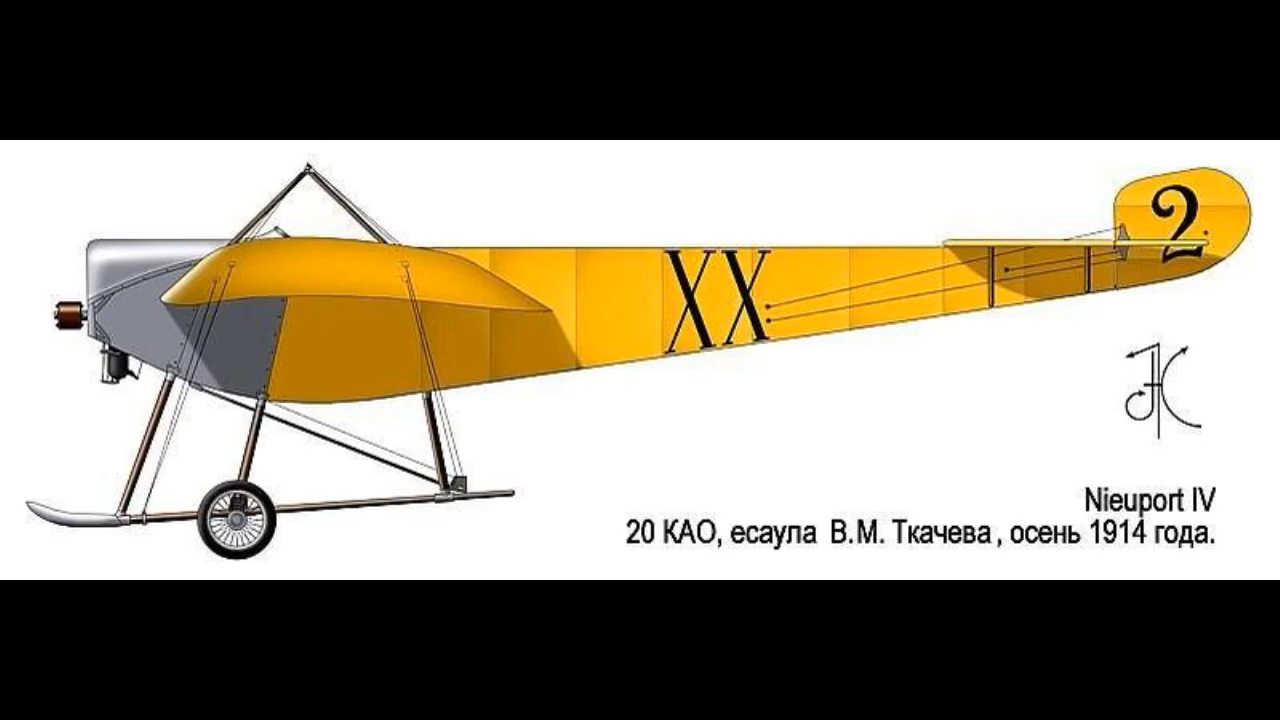 XX
2
Nieuport IV
20 КАО, есаула В.М. Ткачева, осень 1914 года.